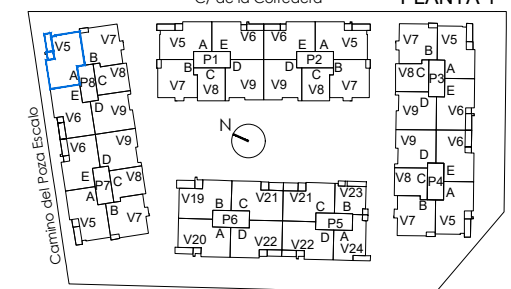 C/ de la Corredera PLANTA 1
V5 V7
A B P8 C V8
E D
V6 V9
V6 V9
E D
P7 C V8
A B
V5 V7
Camino del Poza Escalo
V5 A E V6 V6 E A V5
P1 P2
V7 B C D V9 V9 D C B V7
V8 V8
N
V19 B C V21 V21 C B V23
P6 P5
V20 A D V22 V22 D A V24
V7 V5
B A
V8 C P3
D E
V9 V6
V9 V6
D E
V8 C P4
B A
V7 V5